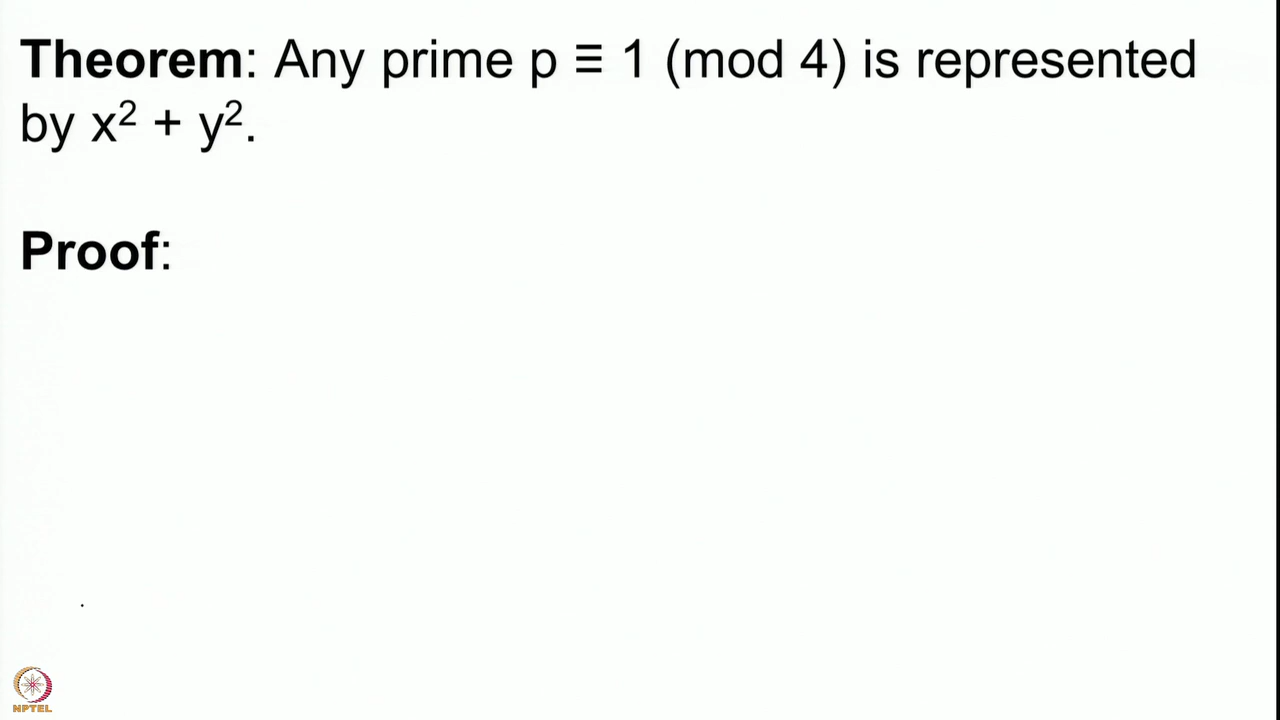 Theorem: Any prime p ≡ 1 (mod 4) is represented
by x² + y².
Proof:
NPTEL